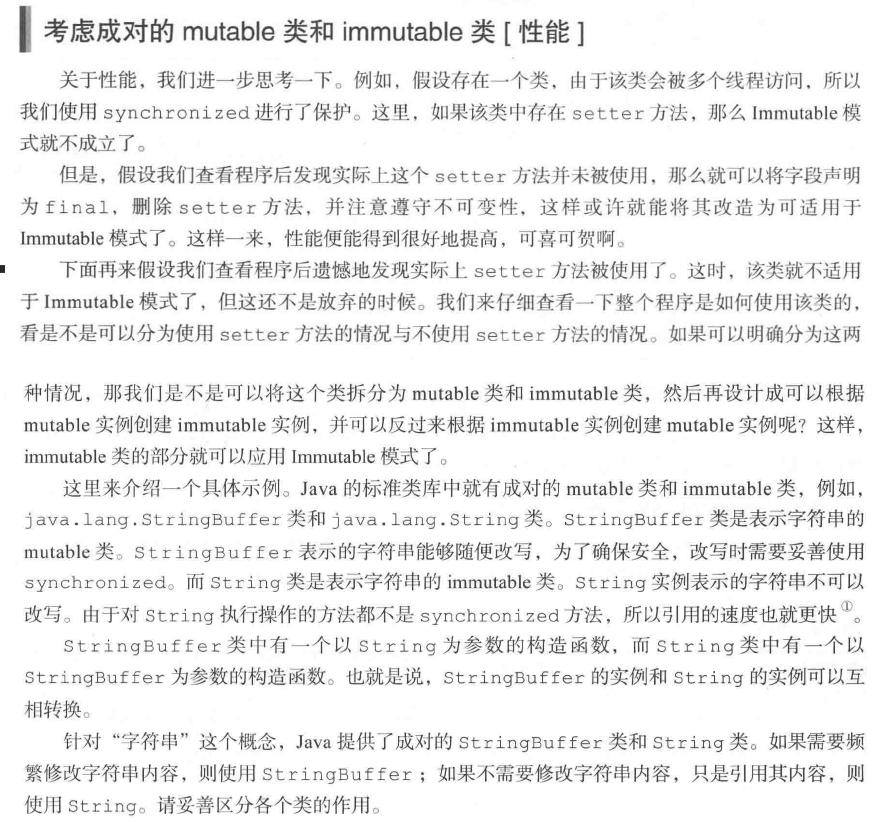 考虑成对的 mutable 类和 immutable 类 [ 性能 ]
关于性能，我们进一步思考一下。例如，假设存在一个类，由于该类会被多个线程访问，所以
我们使用 synchronized 进行了保护。这里，如果该类中存在 setter 方法，那么 Immutable 模
式就不成立了。
但是，假设我们查看程序后发现实际上这个 setter 方法并未被使用，那么就可以将字段声明
为 final，删除 setter 方法，并注意遵守不可变性，这样或许就能将其改造为可适用于
Immutable 模式了。这样一来，性能便能得到很好地提高，可喜可贺啊。
下面再来假设我们查看程序后遗憾地发现实际上 setter 方法被使用了。这时，该类就不适用
于 Immutable 模式了，但这还不是放弃的时候。我们来仔细查看一下整个程序是如何使用该类的，
看是不是可以分为使用 setter 方法的情况与不使用 setter 方法的情况。如果可以明确分为这两
种情况，那我们是不是可以将这个类拆分为 mutable 类和 immutable 类，然后再设计成可以根据
mutable 实例创建 immutable 实例，并可以反过来根据 immutable 实例创建 mutable 实例呢？这样，
immutable 类的部分就可以应用 Immutable 模式了。
这里来介绍一个具体示例。Java 的标准类库中就有成对的 mutable 类和 immutable 类，例如，
java.lang.StringBuffer 类和 java.lang.String 类。StringBuffer 类是表示字符串的
mutable 类。StringBuffer 表示的字符串能够随便改写，为了确保安全，改写时需要妥善使用
synchronized。而 String 类是表示字符串的 immutable 类。String 实例表示的字符串不可以
改写。由于对 String 执行操作的方法都不是 synchronized 方法，所以引用的速度也就更快①。
StringBuffer 类中有一个以 String 为参数的构造函数，而 String 类中有一个以
StringBuffer 为参数的构造函数。也就是说，StringBuffer 的实例和 String 的实例可以互
相转换。
针对“字符串”这个概念，Java 提供了成对的 StringBuffer 类和 String 类。如果需要频
繁修改字符串内容，则使用 StringBuffer；如果不需要修改字符串内容，只是引用其内容，则
使用 String。请妥善区分各个类的作用。